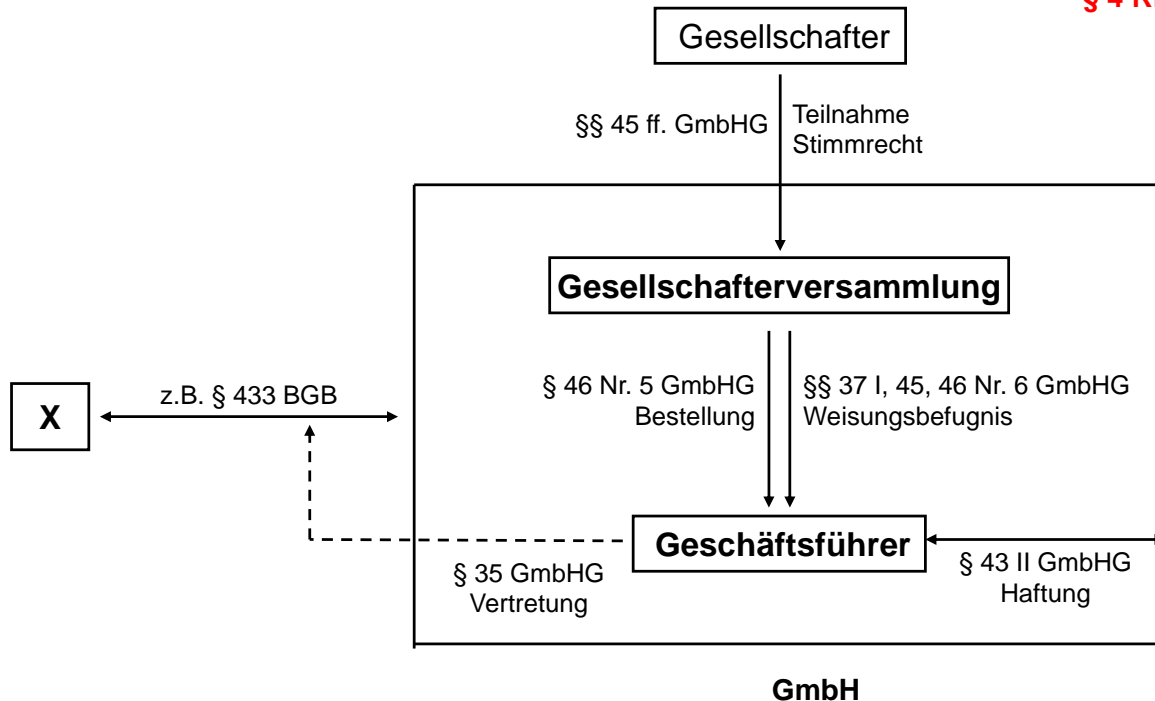 § 4
Gesellschafter
§§ 45 ff. GmbHG
Teilnahme
Stimmrecht
Gesellschafterversammlung
§ 46 Nr. 5 GmbHG
Bestellung
§§ 37 I, 45, 46 Nr. 6 GmbHG
Weisungsbefugnis
X
z.B. § 433 BGB
Geschäftsführer
§ 35 GmbHG
Vertretung
§ 43 II GmbHG
Haftung
GmbH